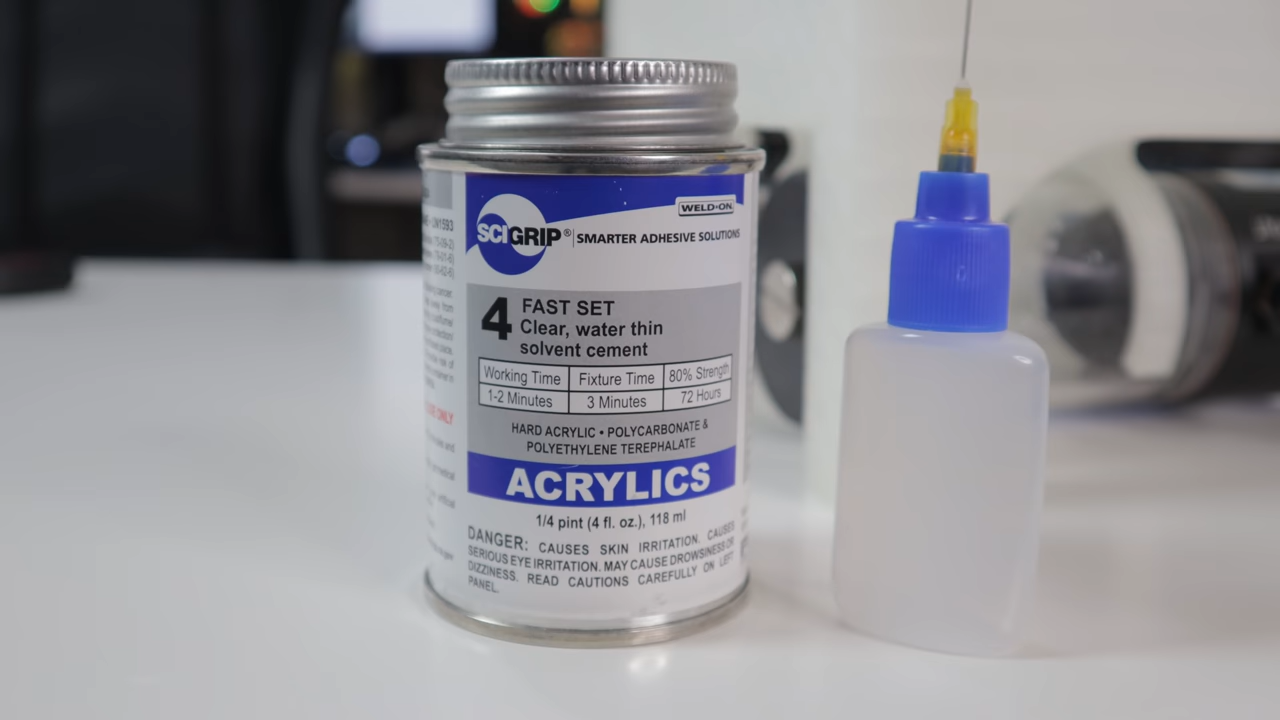 WELD-ON.
SCIGRIP® SMARTER ADHESIVE SOLUTIONS
4 FAST SET
Clear, water thin
solvent cement
Working Time Fixture Time 80% Strength
1-2 Minutes 3 Minutes 72 Hours
HARD ACRYLIC • POLYCARBONATE &
POLYETHYLENE TEREPHALATE
ACRYLICS
1/4 pint (4 fl. oz.), 118 ml
DANGER: CAUSES SKIN IRRITATION. CAUSES
SERIOUS EYE IRRITATION. MAY CAUSE DROWSINESS OR
DIZZINESS. READ CAUTIONS CAREFULLY ON LEFT
PANEL.
ONLY